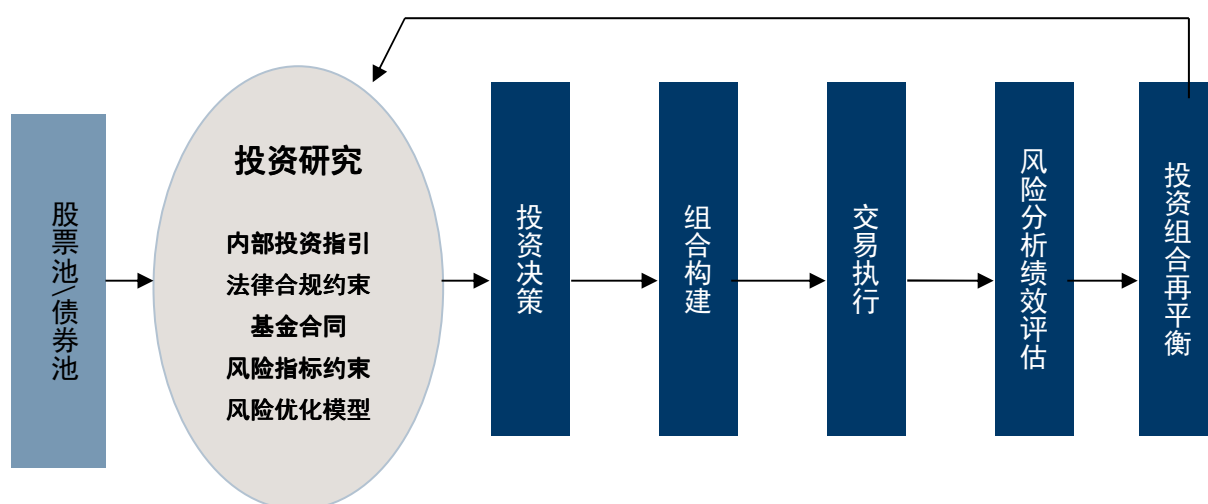 股票池\债券池
投资研究
内部投资指引
法律合规约束
基金合同
风险指标约束
风险优化模型
投资决策
组合构建
交易执行
风险分析绩效评估
投资组合再平衡